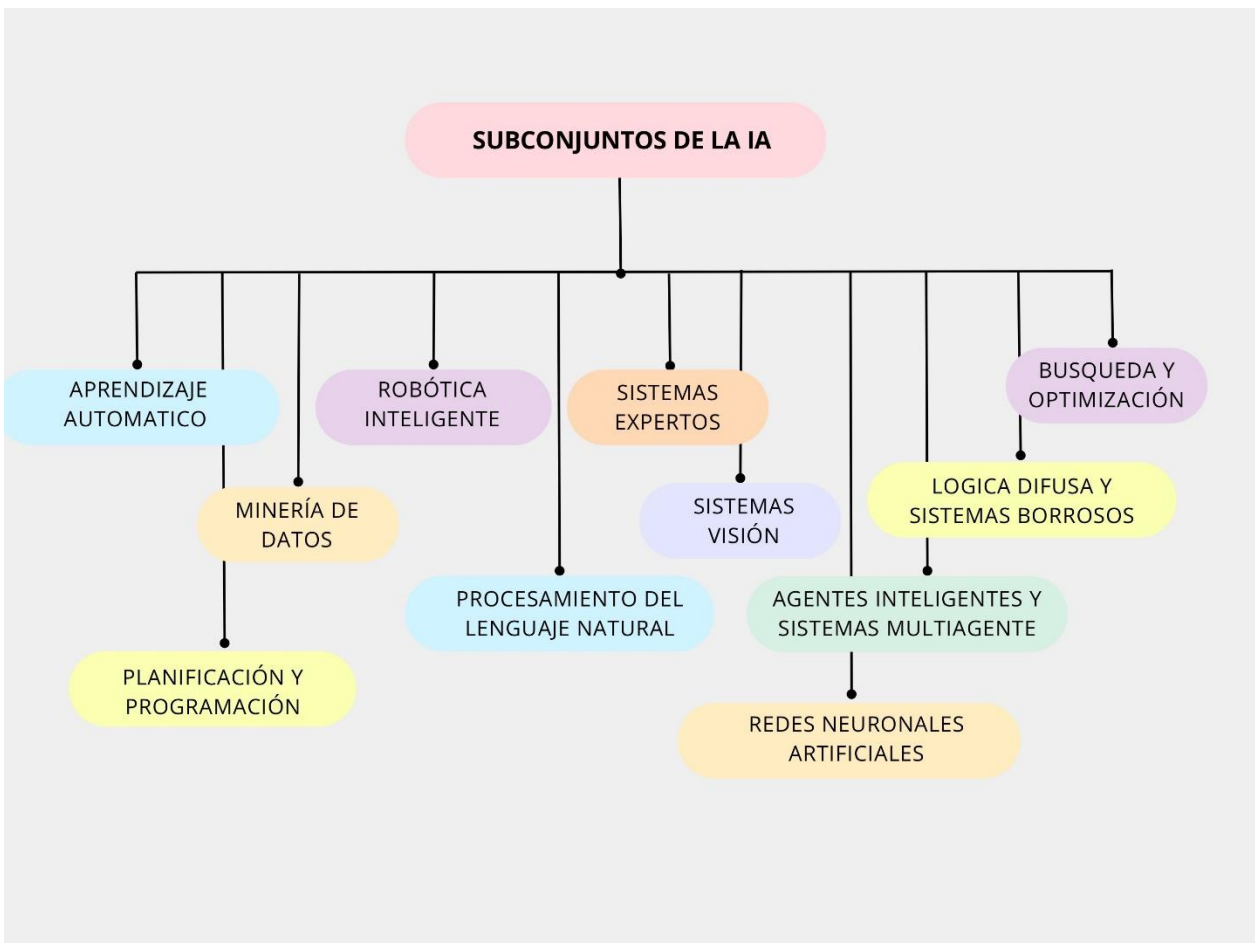 SUBCONJUNTOS DE LA IA
APRENDIZAJE
AUTOMATICO
ROBÓTICA
INTELIGENTE
SISTEMAS
EXPERTOS
BUSQUEDA Y
OPTIMIZACIÓN
MINERÍA DE
DATOS
SISTEMAS
VISIÓN
LOGICA DIFUSA Y
SISTEMAS BORROSOS
PROCESAMIENTO DEL
LENGUAJE NATURAL
AGENTES INTELIGENTES Y
SISTEMAS MULTIAGENTE
PLANIFICACIÓN Y
PROGRAMACIÓN
REDES NEURONALES
ARTIFICIALES